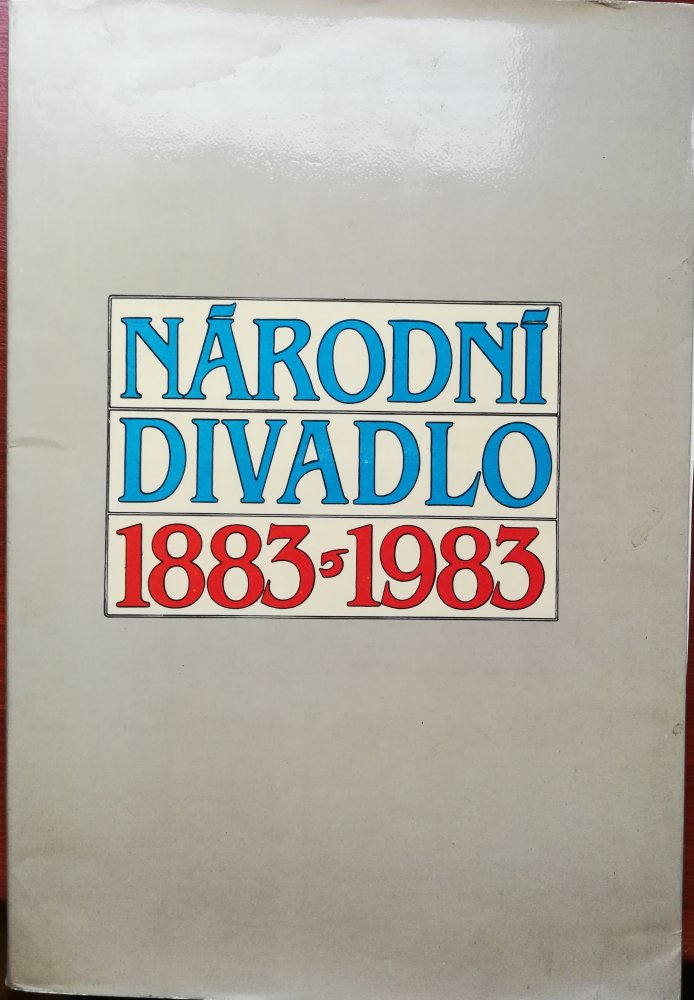 NÁRODNÍ
DIVADLO
1883-1983